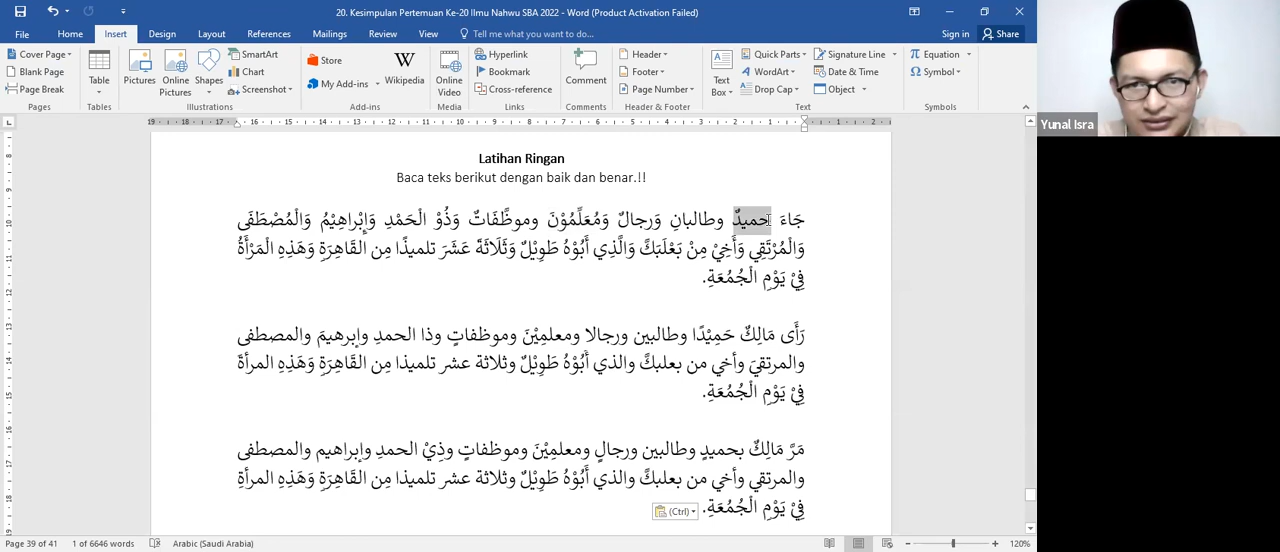 20. Kesimpulan Pertemuan Ke-20 Ilmu Nahwu SBA 2022 - Word (Product Activation Failed)
File Home Insert Design Layout References Mailings Review View Tell me what you want to do... Sign in Share
Cover Page
Blank Page
Page Break
Pages
Table
Tables
Pictures
Online Pictures
Shapes
SmartArt
Chart
Screenshot
Illustrations
Store
My Add-ins
Wikipedia
Add-ins
Online Video
Media
Hyperlink
Bookmark
Cross-reference
Links
Comment
Comments
Header
Footer
Page Number
Header & Footer
Text Box
Quick Parts
WordArt
Drop Cap
Signature Line
Date & Time
Object
Text
Equation
Symbol
Symbols
Yunal Isra
Latihan Ringan
Baca teks berikut dengan baik dan benar.!!
جَاءَ حميدٌ وطالبانِ وَرجالٌ وَمُعَلِّمُوْنَ وموظَّفَاتٌ وَذُوْ الْحَمْدِ وَإِبْراهِيْمُ وَالْمُصْطَفَى
وَالْمُرْتَقِي وَأَخِيْ مِنْ بَعْلَبَكَّ وَالَّذِي أَبُوْهُ طَوِيْلٌ وَثَلَاثَةَ عَشَرَ تلميذًا مِن القَاهِرَةِ وَهَذِهِ الْمَرْأَةُ
فِيْ يَوْمِ الْجُمُعَةِ.
رَأَى مَالِكٌ حَمِيْدًا وطالبين ورجالا ومعلمِيْنَ وموظفاتٍ وذا الحمدِ وإبرهيمَ والمصطفى
والمرتقيَ وأخي من بعلبكَّ والذي أَبُوْهُ طَوِيْلٌ وثلاثة عشر تلميذا مِن القَاهِرَةِ وَهَذِهِ المرأةَ
فِيْ يَوْمِ الْجُمُعَةِ.
مَرَّ مَالِكٌ بحميدٍ وطالبين ورجالٍ ومعلمِيْنَ وموظفاتٍ وذِيْ الحمدِ وإبراهيم والمصطفى
والمرتقي وأخي من بعلبكَّ والذي أَبُوْهُ طَوِيْلٌ وثلاثة عشر تلميذا مِن القَاهِرَةِ وَهَذِهِ المرأةِ
فِيْ يَوْمِ الْجُمُعَةِ.
(Ctrl)
Page 39 of 41 1 of 6646 words Arabic (Saudi Arabia) 120%